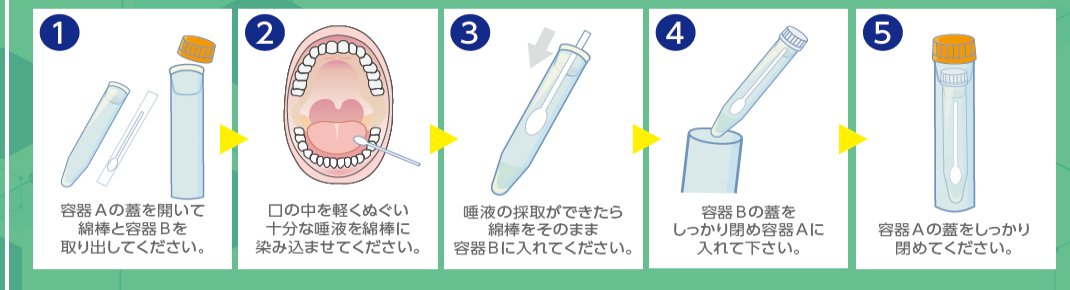 1
容器Aの蓋を開いて
綿棒と容器Bを
取り出してください。
2
口の中を軽くぬぐい
十分な唾液を綿棒に
染み込ませてください。
3
唾液の採取ができたら
綿棒をそのまま
容器Bに入れてください。
4
容器Bの蓋を
しっかり閉め容器Aに
入れて下さい。
5
容器Aの蓋をしっかり
閉めてください。